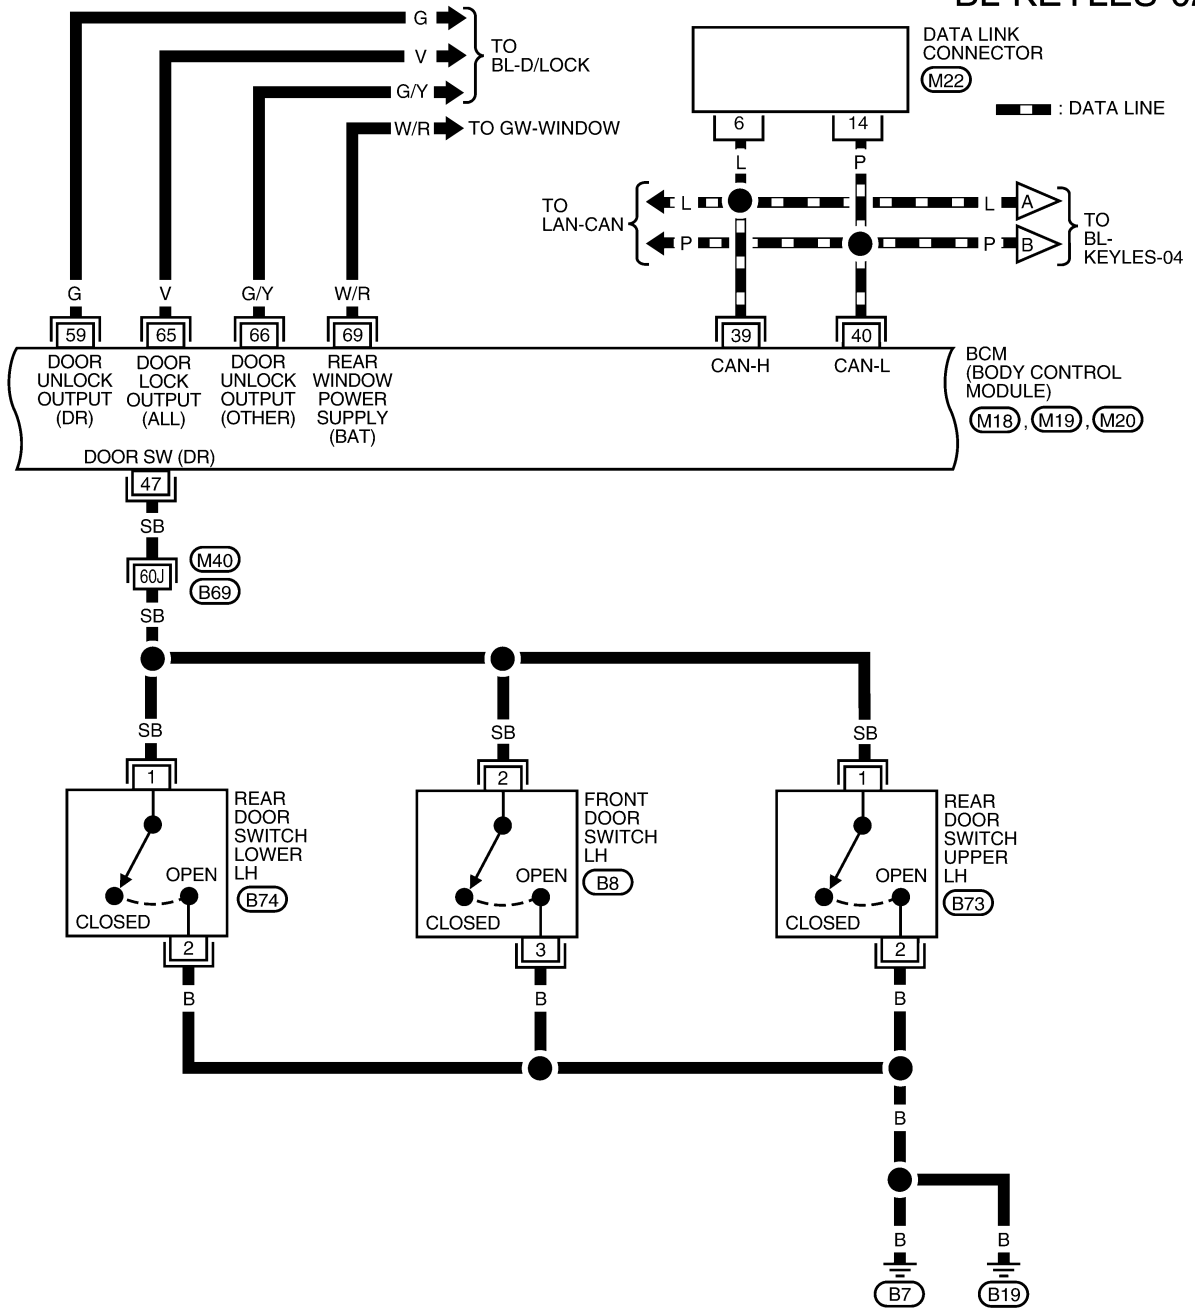 BL-KEYLES-02
G
V
G/Y
W/R
TO
BL-D/LOCK
TO GW-WINDOW
DATA LINK
CONNECTOR
M22
: DATA LINE
6
14
L
P
TO
LAN-CAN
L
L
A
P
P
B
TO
BL-
KEYLES-04
G
V
G/Y
W/R
59
65
66
69
39
40
DOOR
UNLOCK
OUTPUT
(DR)
DOOR
LOCK
OUTPUT
(ALL)
DOOR
UNLOCK
OUTPUT
(OTHER)
REAR
WINDOW
POWER
SUPPLY
(BAT)
CAN-H
CAN-L
BCM
(BODY CONTROL
MODULE)
M18 , M19 , M20
DOOR SW (DR)
47
SB
60J
M40
B69
SB
SB
SB
SB
1
REAR
DOOR
SWITCH
LOWER
LH
B74
OPEN
CLOSED
2
2
FRONT
DOOR
SWITCH
LH
B8
OPEN
CLOSED
3
1
REAR
DOOR
SWITCH
UPPER
LH
B73
OPEN
CLOSED
2
B
B
B
B
B
B
B7
B19